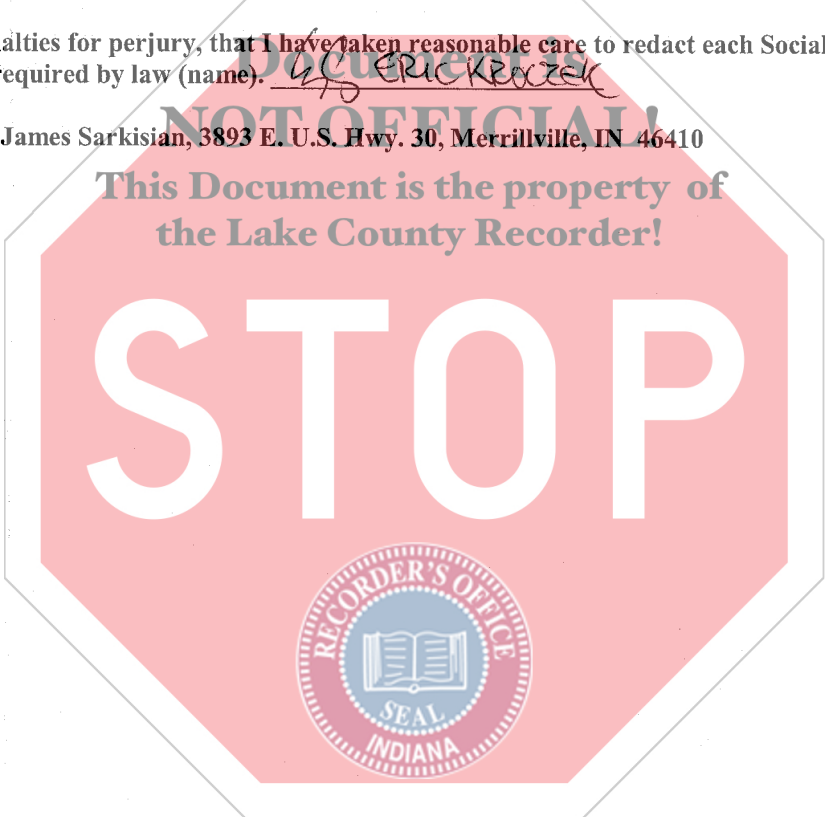 alties for perjury, that I have taken reasonable care to redact each Social
required by law (name). ERIC KROCZEK
Document is
NOT OFFICIAL!
James Sarkisian, 3893 E. U.S. Hwy. 30, Merrillville, IN 46410
This Document is the property of
the Lake County Recorder!
STOP
RECORDER'S OFFICE
SEAL
INDIANA